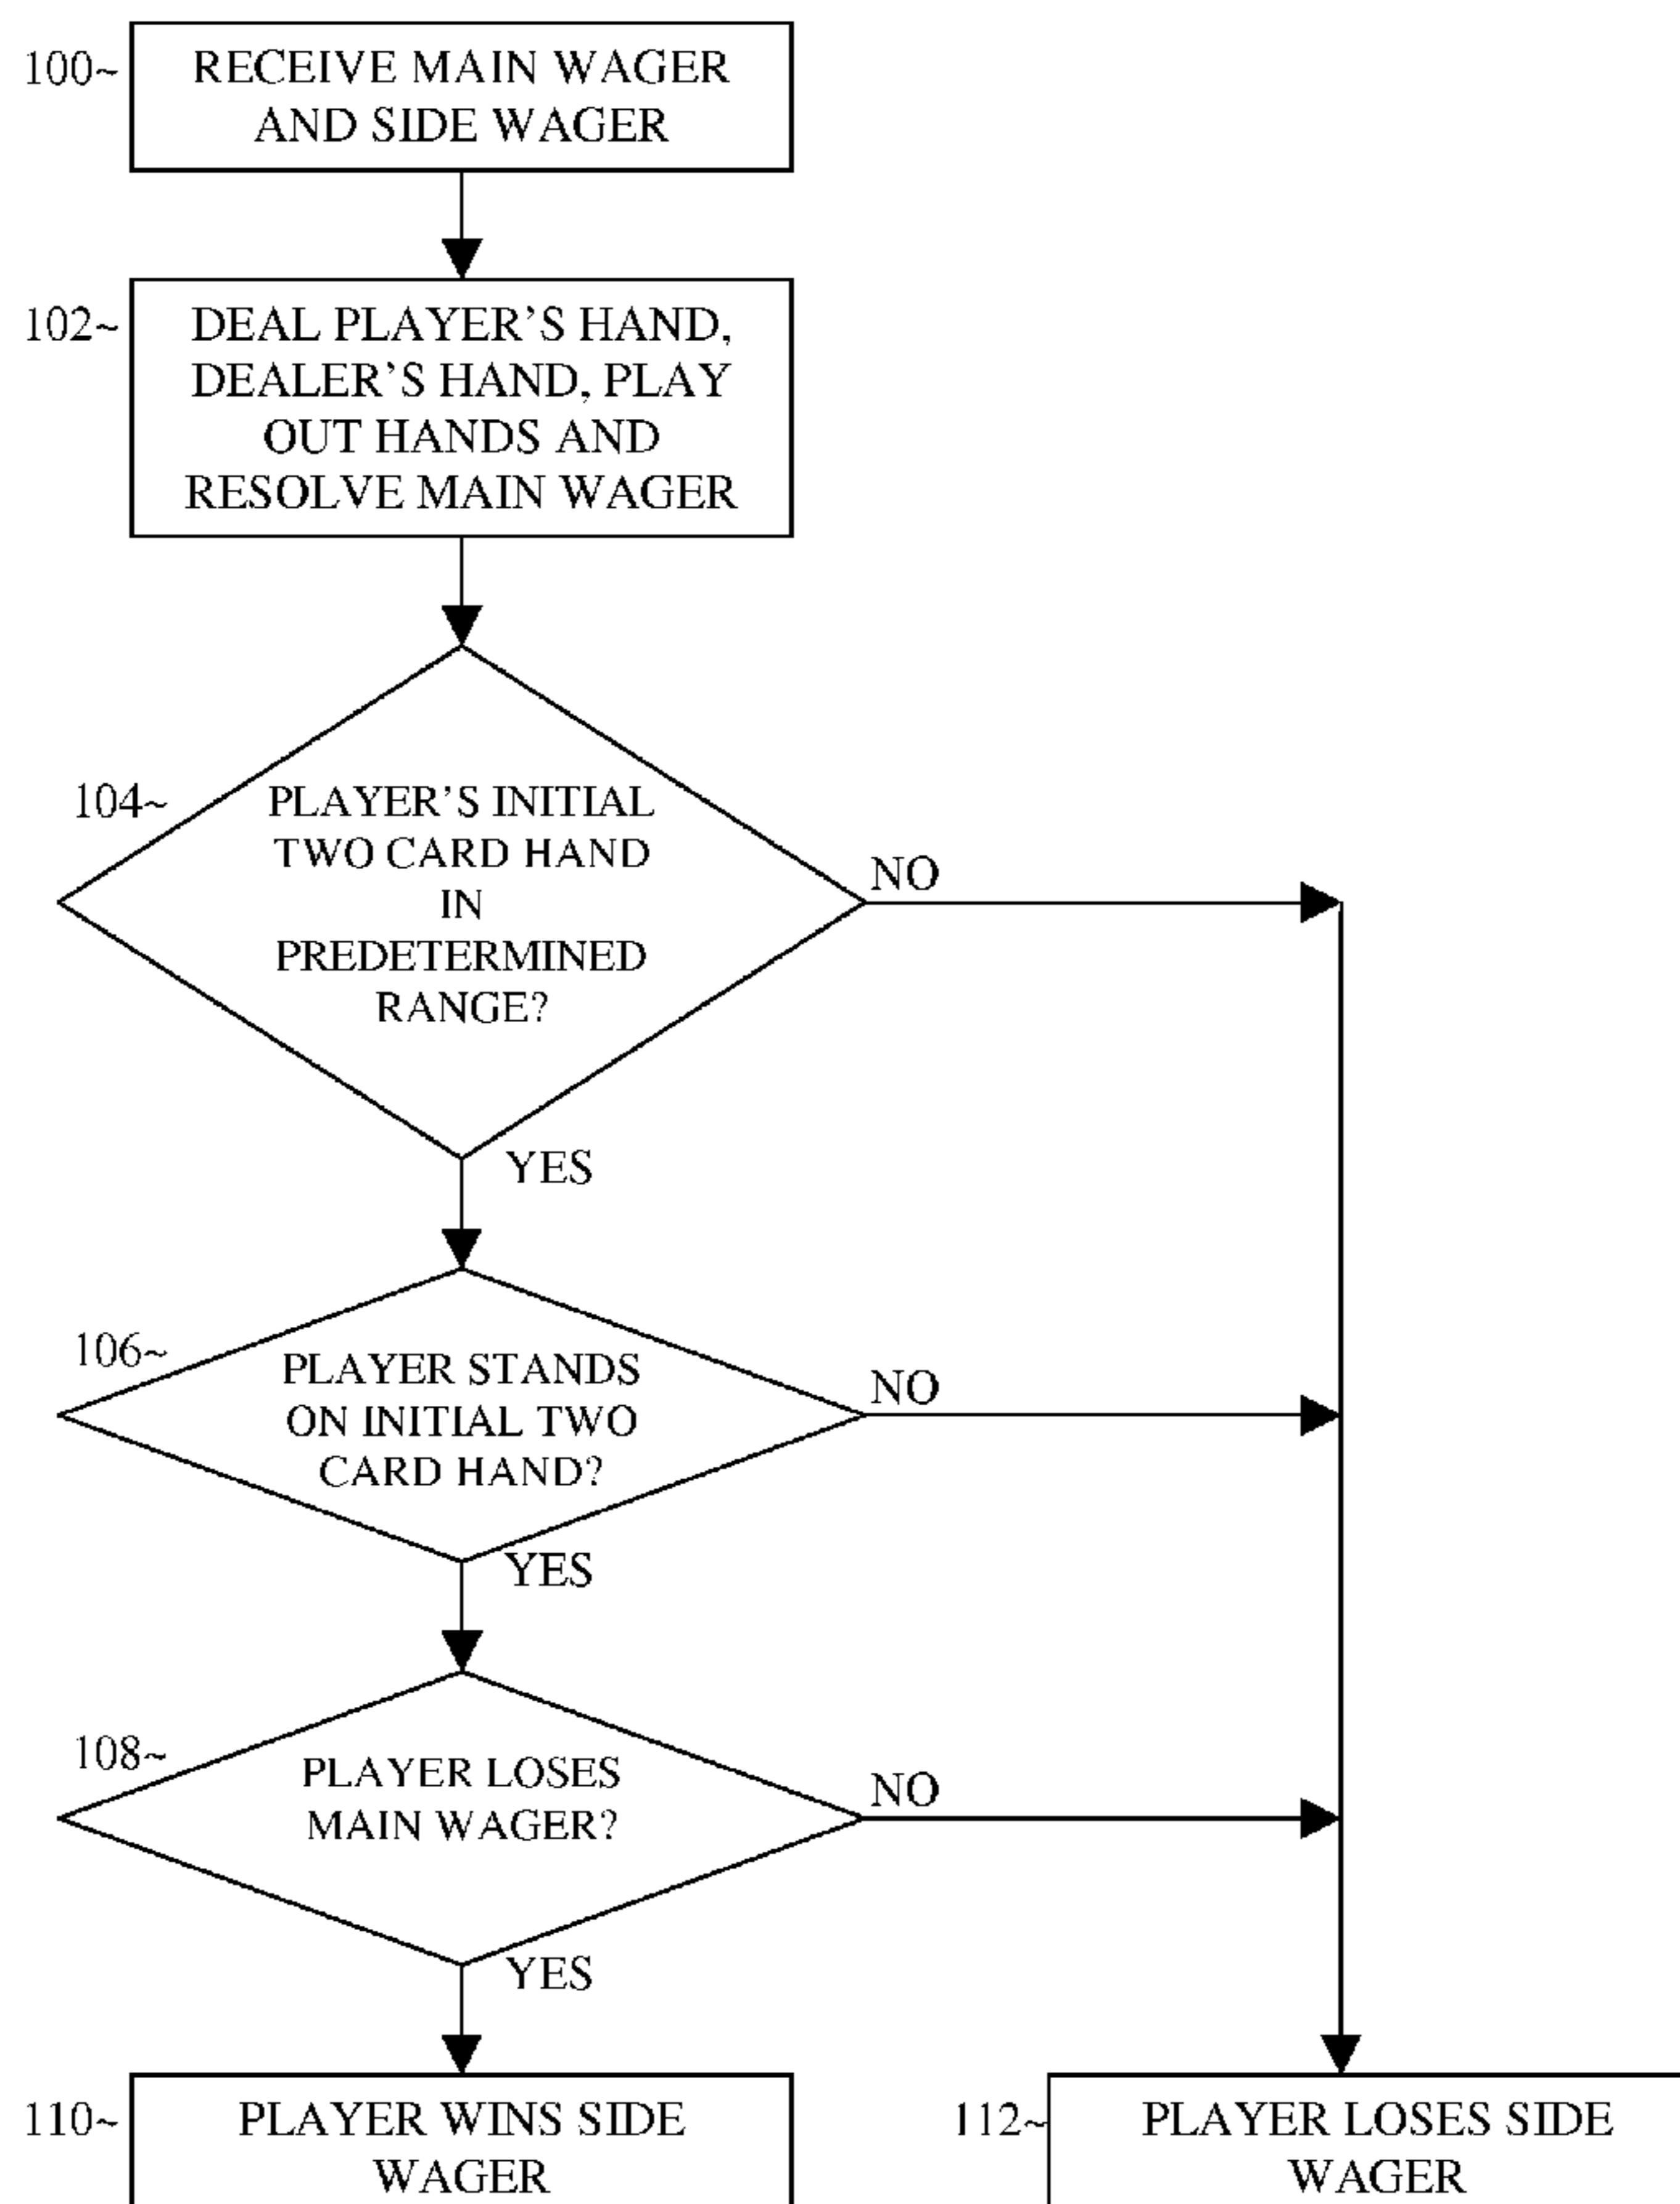 100~
RECEIVE MAIN WAGER
AND SIDE WAGER
102~
DEAL PLAYER'S HAND,
DEALER'S HAND, PLAY
OUT HANDS AND
RESOLVE MAIN WAGER
104~
PLAYER'S INITIAL
TWO CARD HAND
IN
PREDETERMINED
RANGE?
NO
YES
106~
PLAYER STANDS
ON INITIAL TWO
CARD HAND?
NO
YES
108~
PLAYER LOSES
MAIN WAGER?
NO
YES
110~
PLAYER WINS SIDE
WAGER
112~
PLAYER LOSES SIDE
WAGER